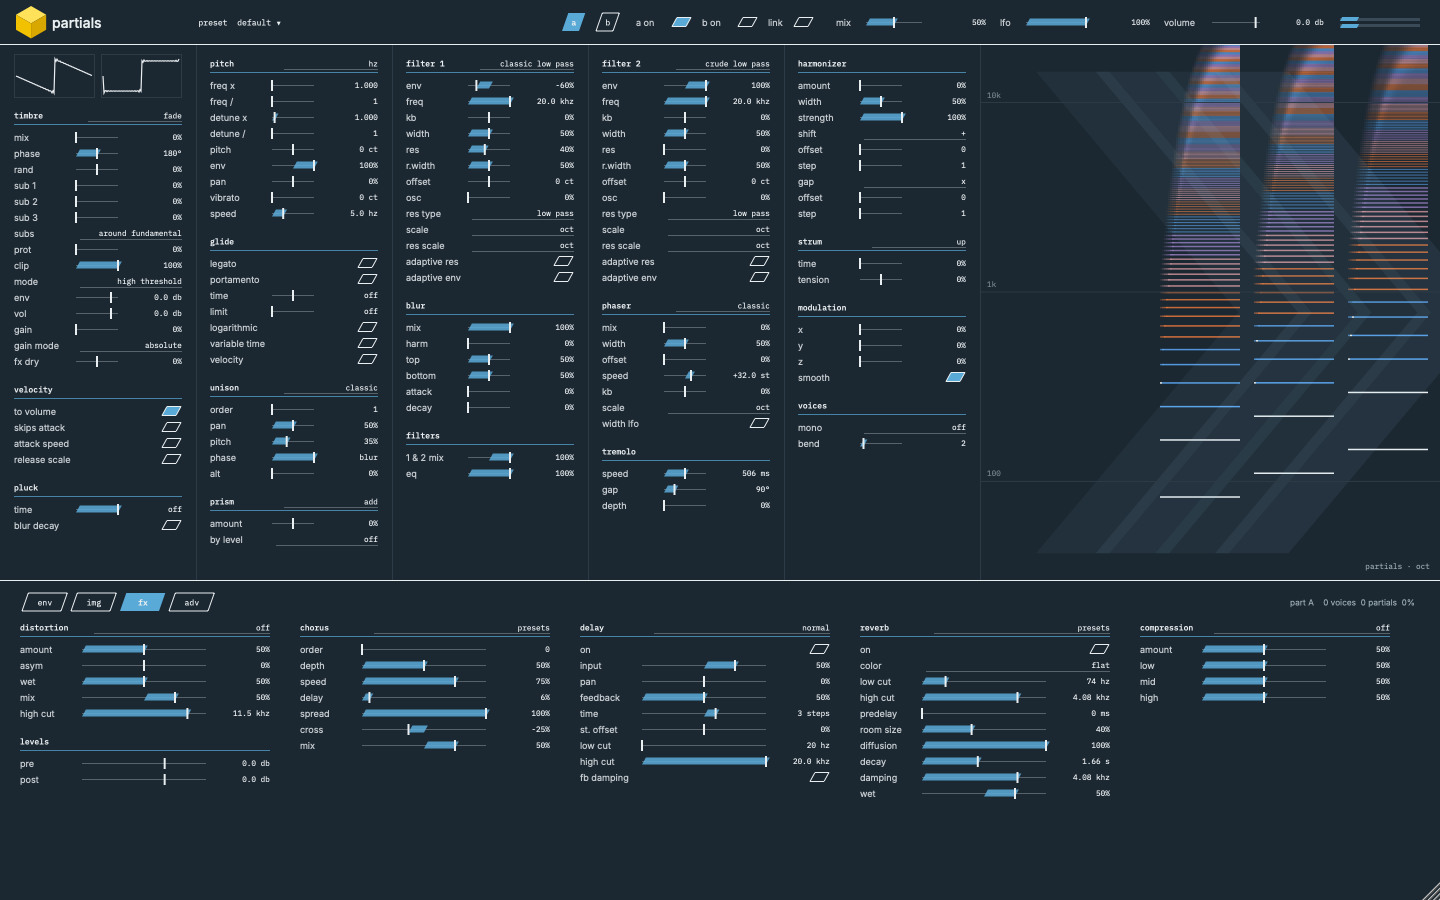 partials
preset default ▾
a b a on b on link mix 50% lfo 100% volume 0.0 db
timbre fade
mix 0%
phase 180°
rand 0%
sub 1 0%
sub 2 0%
sub 3 0%
subs around fundamental
prot 0%
clip 100%
mode high threshold
env 0.0 db
vol 0.0 db
gain 0%
gain mode absolute
fx dry 0%
velocity
to volume
skips attack
attack speed
release scale
pluck
time off
blur decay
pitch hz
freq x 1.000
freq / 1
detune x 1.000
detune / 1
pitch 0 ct
env 100%
pan 0%
vibrato 0 ct
speed 5.0 hz
glide
legato
portamento
time off
limit off
logarithmic
variable time
velocity
unison classic
order 1
pan 50%
pitch 35%
phase blur
alt 0%
prism add
amount 0%
by level off
filter 1 classic low pass
env -60%
freq 20.0 khz
kb 0%
width 50%
res 40%
r.width 50%
offset 0 ct
osc 0%
res type low pass
scale oct
res scale oct
adaptive res
adaptive env
blur
mix 100%
harm 0%
top 50%
bottom 50%
attack 0%
decay 0%
filters
1 & 2 mix 100%
eq 100%
filter 2 crude low pass
env 100%
freq 20.0 khz
kb 0%
width 50%
res 0%
r.width 50%
offset 0 ct
osc 0%
res type low pass
scale oct
res scale oct
adaptive res
adaptive env
phaser classic
mix 0%
width 50%
offset 0%
speed +32.0 st
kb 0%
scale oct
width lfo
tremolo
speed 506 ms
gap 90°
depth 0%
harmonizer
amount 0%
width 50%
strength 100%
shift +
offset 0
step 1
gap x
offset 0
step 1
strum up
time 0%
tension 0%
modulation
x 0%
y 0%
z 0%
smooth
voices
mono off
bend 2
10k
1k
100
partials - oct
env img fx adv
part A 0 voices 0 partials 0%
distortion off
amount 50%
asym 0%
wet 50%
mix 50%
high cut 11.5 khz
levels
pre 0.0 db
post 0.0 db
chorus presets
order 0
depth 50%
speed 75%
delay 6%
spread 100%
cross -25%
mix 50%
delay normal
on
input 50%
pan 0%
feedback 50%
time 3 steps
st. offset 0%
low cut 20 hz
high cut 20.0 khz
fb damping
reverb presets
on
color flat
low cut 74 hz
high cut 4.08 khz
predelay 0 ms
room size 40%
diffusion 100%
decay 1.66 s
damping 4.08 khz
wet 50%
compression off
amount 50%
low 50%
mid 50%
high 50%